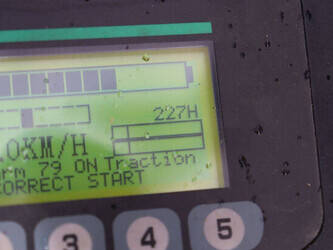 227H
.0KM/H
rm 79 ON Traction
CORRECT START
3 4 5